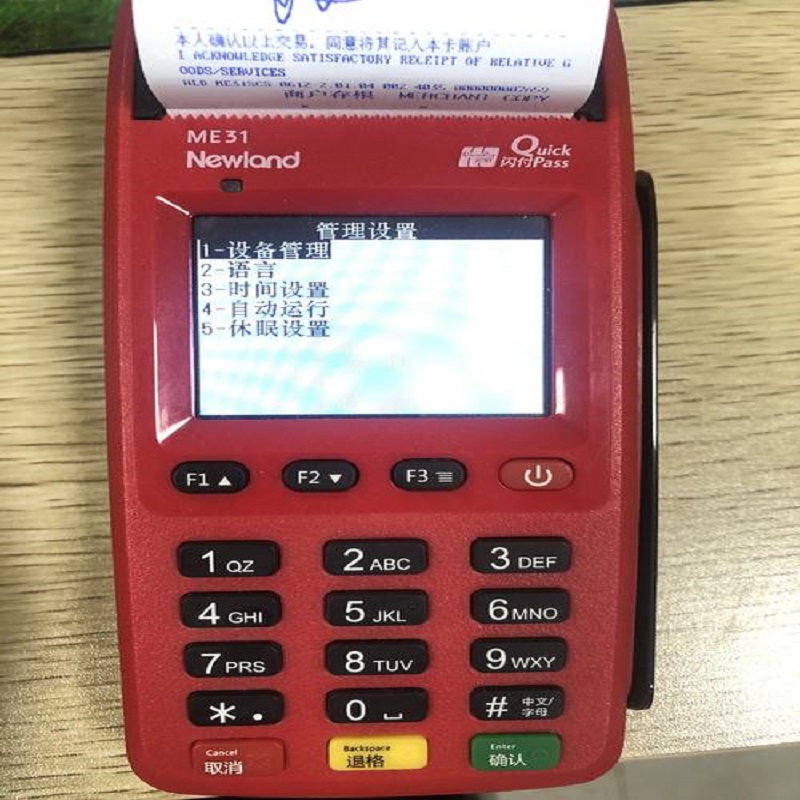 本人确认以上交易，同意将其记入本卡账户
I ACKNOWLEDGE SATISFACTORY RECEIPT OF RELATIVE G
OODS/SERVICES
商户存根 MERCHANT COPY
ME31
Newland
Quick
闪付Pass
管理设置
1-设备管理
2-语言
3-时间设置
4-自动运行
5-休眠设置
F1▲ F2▼ F3≡
1 QZ 2 ABC 3 DEF
4 GHI 5 JKL 6 MNO
7 PRS 8 TUV 9 WXY
* . 0 ⌴ # 中文/
字母
Cancel Backspace Enter
取消 退格 确认